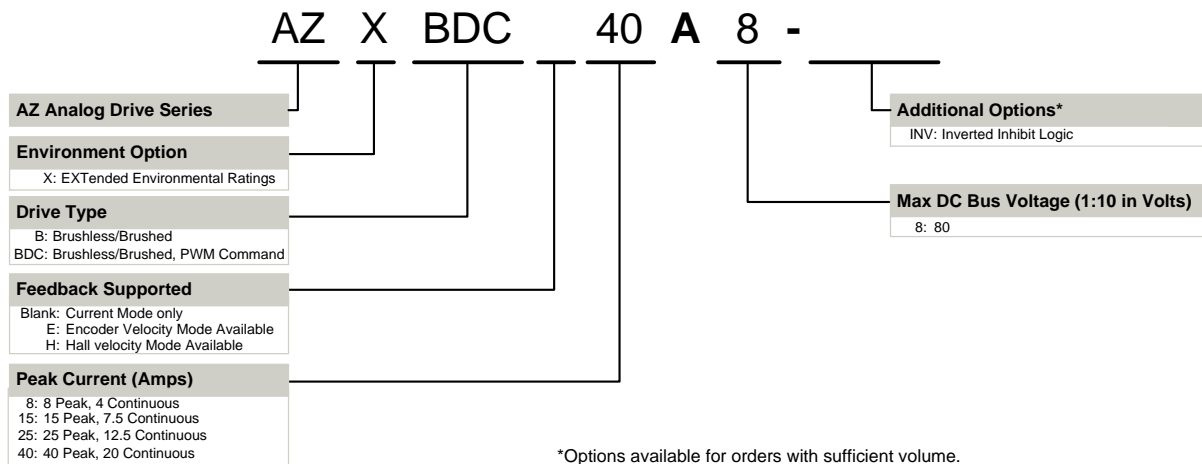 AZ X BDC 40 A 8 -
AZ Analog Drive Series
Environment Option
X: EXTended Environmental Ratings
Drive Type
B: Brushless/Brushed
BDC: Brushless/Brushed, PWM Command
Feedback Supported
Blank: Current Mode only
E: Encoder Velocity Mode Available
H: Hall velocity Mode Available
Peak Current (Amps)
8: 8 Peak, 4 Continuous
15: 15 Peak, 7.5 Continuous
25: 25 Peak, 12.5 Continuous
40: 40 Peak, 20 Continuous
Additional Options*
INV: Inverted Inhibit Logic
Max DC Bus Voltage (1:10 in Volts)
8: 80
*Options available for orders with sufficient volume.